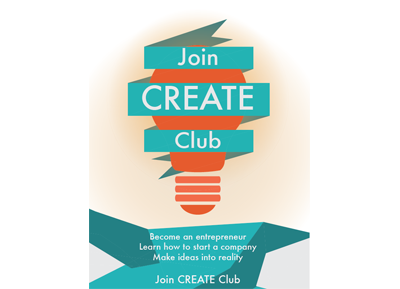 Join
CREATE
Club
Become an entrepreneur
Learn how to start a company
Make ideas into reality
Join CREATE Club